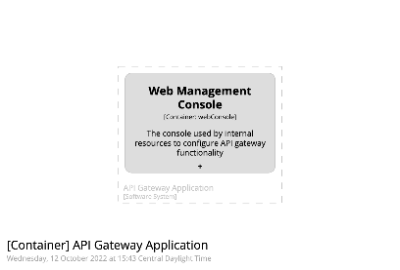 Web Management
Console
[Container: webConsole]
The console used by internal
resources to configure API gateway
functionality
+
API Gateway Application
[Software System]
[Container] API Gateway Application
Wednesday, 12 October 2022 at 15:43 Central Daylight Time